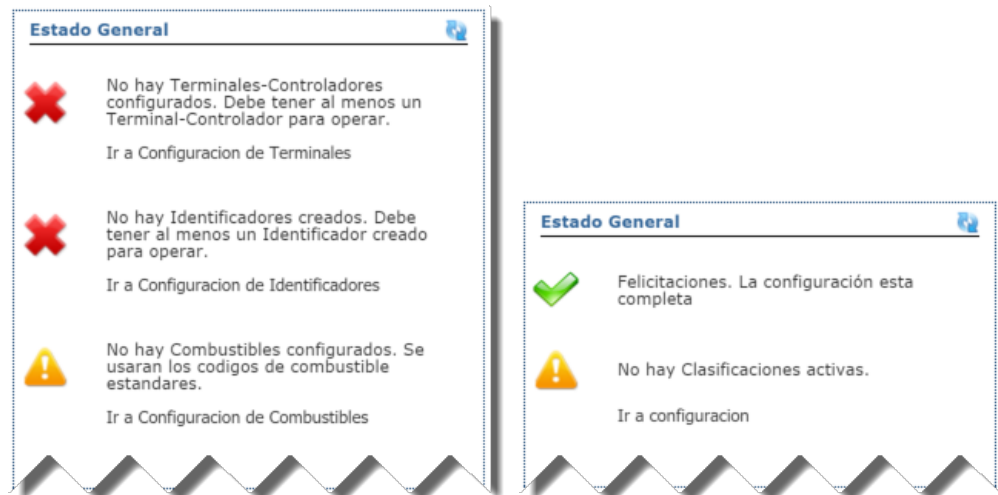 Estado General
No hay Terminales-Controladores
configurados. Debe tener al menos un
Terminal-Controlador para operar.
Ir a Configuracion de Terminales
No hay Identificadores creados. Debe
tener al menos un Identificador creado
para operar.
Ir a Configuracion de Identificadores
No hay Combustibles configurados. Se
usaran los codigos de combustible
estandares.
Ir a Configuracion de Combustibles
Estado General
Felicitaciones. La configuración esta
completa
No hay Clasificaciones activas.
Ir a configuracion